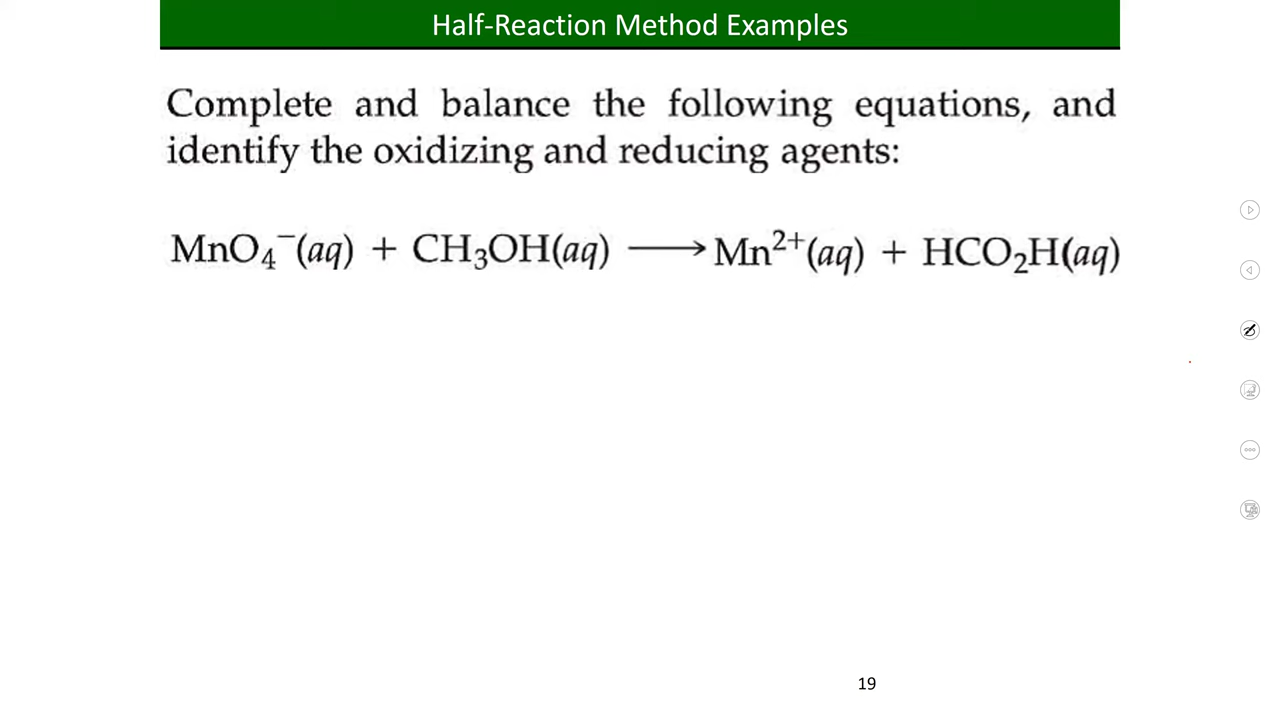 Half-Reaction Method Examples
Complete and balance the following equations, and
identify the oxidizing and reducing agents:
MnO₄⁻(aq) + CH₃OH(aq) ⟶ Mn²⁺(aq) + HCO₂H(aq)
19